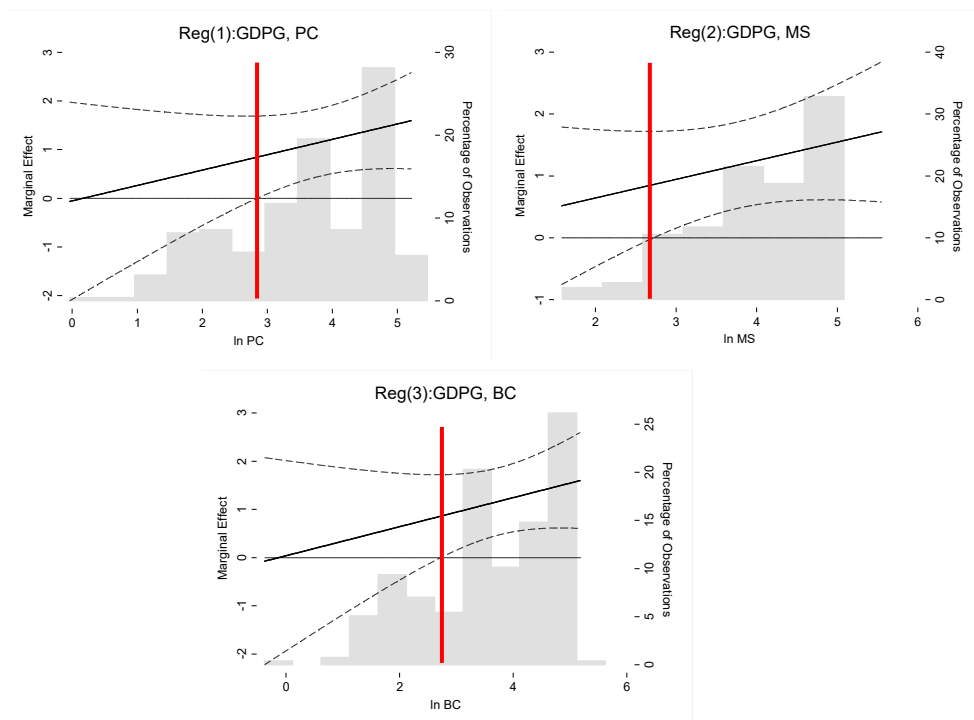 Reg(1):GDPG, PC
Marginal Effect
3
2
1
0
-1
-2
0 1 2 3 4 5
ln PC
30
20
10
0
Percentage of Observations
Reg(2):GDPG, MS
Marginal Effect
3
2
1
0
-1
2 3 4 5 6
ln MS
40
30
20
10
0
Percentage of Observations
Reg(3):GDPG, BC
Marginal Effect
3
2
1
0
-1
-2
0 2 4 6
ln BC
25
20
15
10
5
0
Percentage of Observations